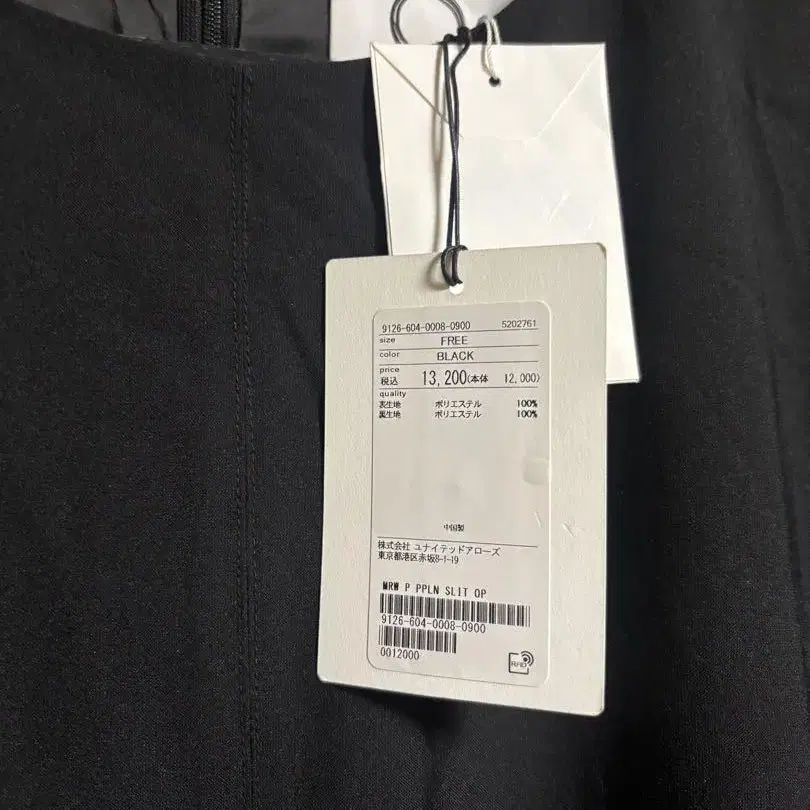 9126-604-0008-0900 5202761
size FREE
color BLACK
price
税込 13,200(本体 12,000)
quality
表生地 ポリエステル 100%
裏生地 ポリエステル 100%
中国製
株式会社 ユナイテッドアローズ
東京都港区赤坂8-1-19
MRW P PPLN SLIT OP
9126-604-0008-0900
0012000
RFID